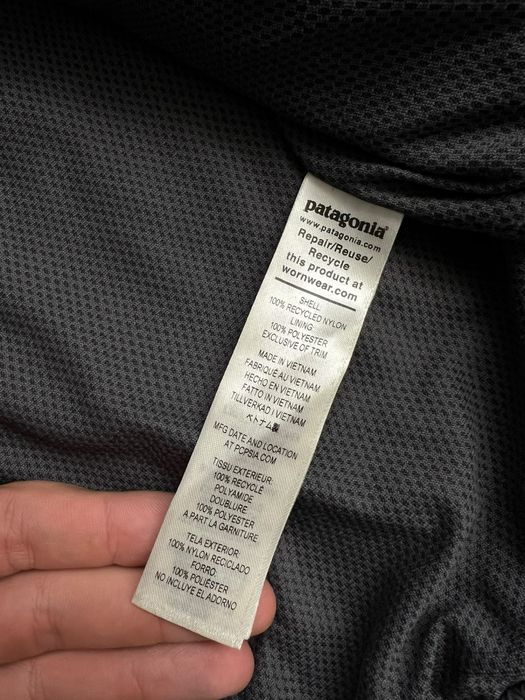 patagonia®
www.patagonia.com
Repair/Reuse/
Recycle
this product at
wornwear.com
SHELL:
100% RECYCLED NYLON
LINING:
100% POLYESTER
EXCLUSIVE OF TRIM
MADE IN VIETNAM
FABRIQUÉ AU VIETNAM
HECHO EN VIETNAM
FATTO IN VIETNAM
TILLVERKAD I VIETNAM
ベトナム製
MFG DATE AND LOCATION
AT PCPSIA.COM
TISSU EXTERIEUR:
100% RECYCLÉ
POLYAMIDE
DOUBLURE:
100% POLYESTER
A PART LA GARNITURE
TELA EXTERIOR:
100% NYLON RECICLADO
FORRO:
100% POLIÉSTER
NO INCLUYE EL ADORNO